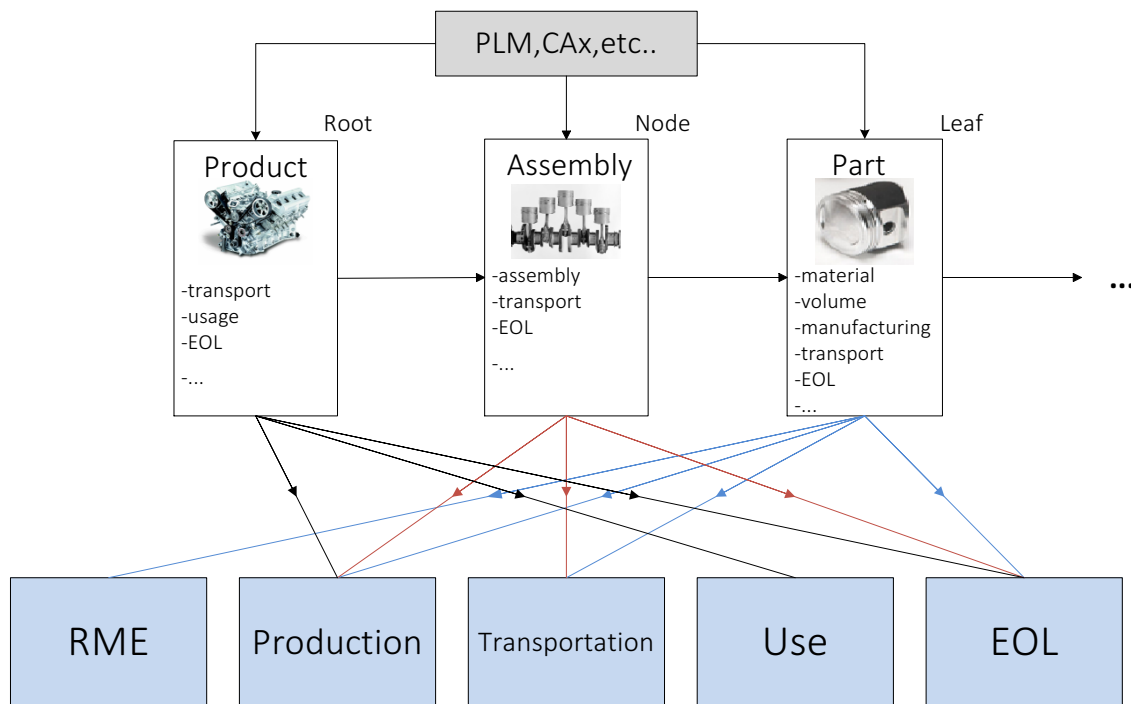 PLM,CAx,etc..
Root
Node
Leaf
Product
-transport
-usage
-EOL
-...
Assembly
-assembly
-transport
-EOL
-...
Part
-material
-volume
-manufacturing
-transport
-EOL
-...
...
RME
Production
Transportation
Use
EOL